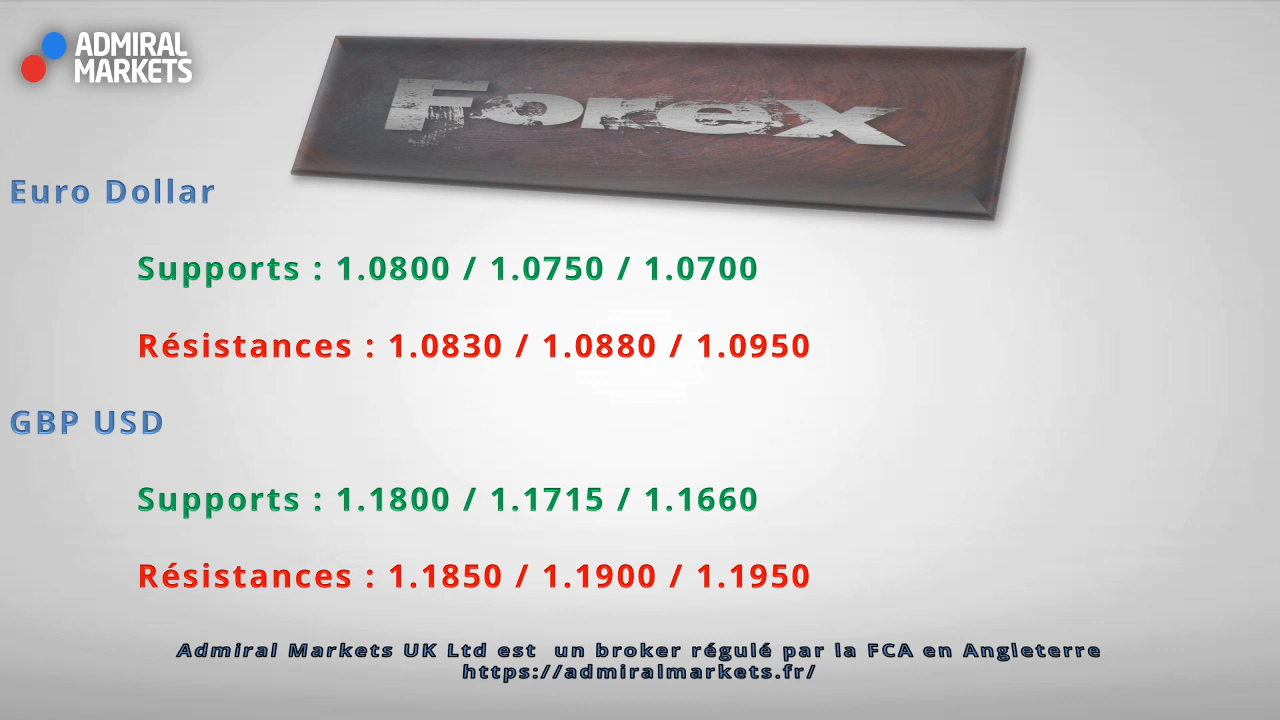 ADMIRAL
MARKETS
Forex
Euro Dollar
Supports : 1.0800 / 1.0750 / 1.0700
Résistances : 1.0830 / 1.0880 / 1.0950
GBP USD
Supports : 1.1800 / 1.1715 / 1.1660
Résistances : 1.1850 / 1.1900 / 1.1950
Admiral Markets UK Ltd est un broker régulé par la FCA en Angleterre
https://admiralmarkets.fr/